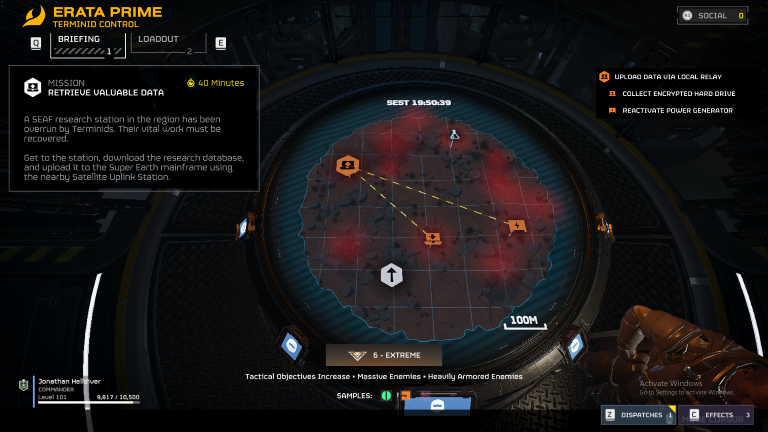 ERATA PRIME
TERMINID CONTROL
SOCIAL 0
Q
BRIEFING
1
LOADOUT
2
E
MISSION
RETRIEVE VALUABLE DATA
40 Minutes
A SEAF research station in the region has been
overrun by Terminids. Their vital work must be
recovered.
Get to the station, download the research database,
and upload it to the Super Earth mainframe using
the nearby Satellite Uplink Station.
UPLOAD DATA VIA LOCAL RELAY
COLLECT ENCRYPTED HARD DRIVE
REACTIVATE POWER GENERATOR
SEST 19:50:39
100M
6 - EXTREME
Tactical Objectives Increase • Massive Enemies • Heavily Armored Enemies
SAMPLES:
Jonathan Helldiver
COMMANDER
Level 101
9,817 / 10,500
Activate Windows
Go to Settings to activate Windows.
Z DISPATCHES 1
C EFFECTS 3
CURSOR